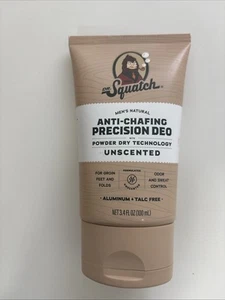 DR.
Squatch
MEN'S NATURAL
ANTI-CHAFING
PRECISION DEO
WITH
POWDER DRY TECHNOLOGY
UNSCENTED
FOR GROIN
FEET AND
FOLDS
ODOR
AND SWEAT
CONTROL
• ALUMINUM + TALC FREE •
NET 3.4 FL OZ (100 mL)